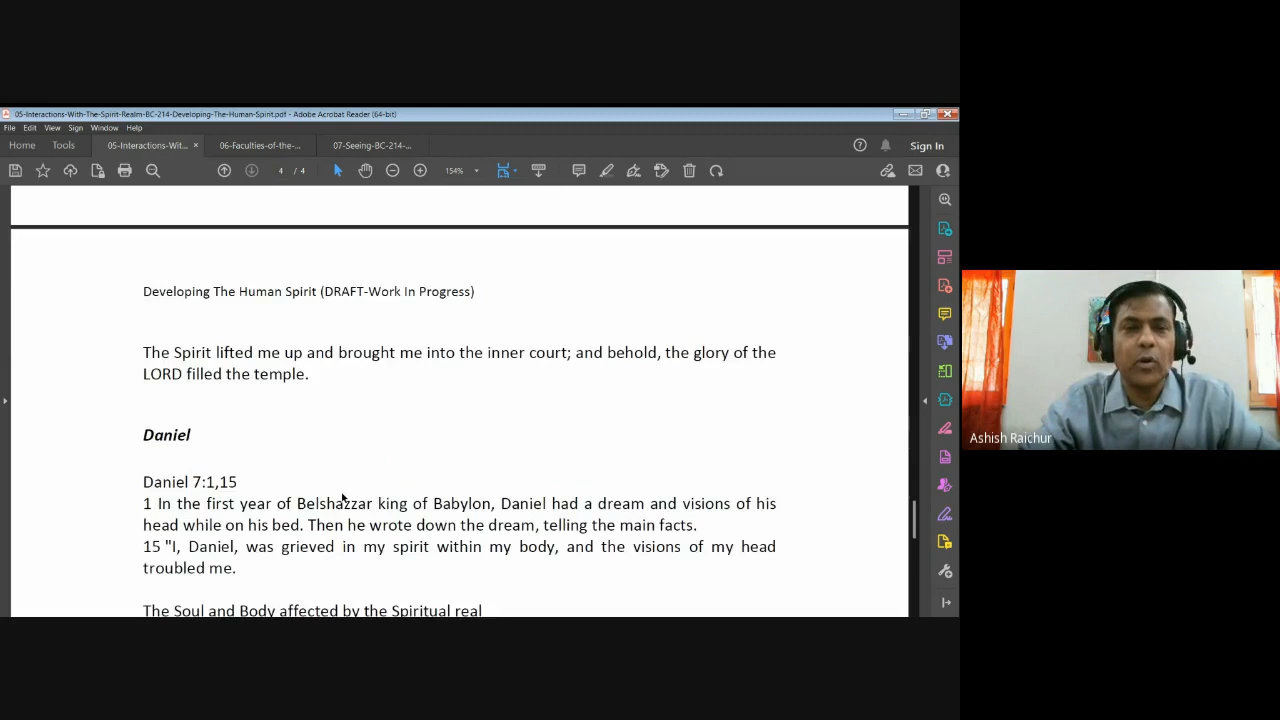 05-Interactions-With-The-Spirit-Realm-BC-214-Developing-The-Human-Spirit.pdf - Adobe Acrobat Reader (64-bit)
File Edit View Sign Window Help
Home Tools 05-Interactions-Wit... × 06-Faculties-of-the-... 07-Seeing-BC-214-... Sign In
4 / 4 154%
Developing The Human Spirit (DRAFT-Work In Progress)
The Spirit lifted me up and brought me into the inner court; and behold, the glory of the
LORD filled the temple.
Daniel
Daniel 7:1,15
1 In the first year of Belshazzar king of Babylon, Daniel had a dream and visions of his
head while on his bed. Then he wrote down the dream, telling the main facts.
15 "I, Daniel, was grieved in my spirit within my body, and the visions of my head
troubled me.
The Soul and Body affected by the Spiritual real
Ashish Raichur